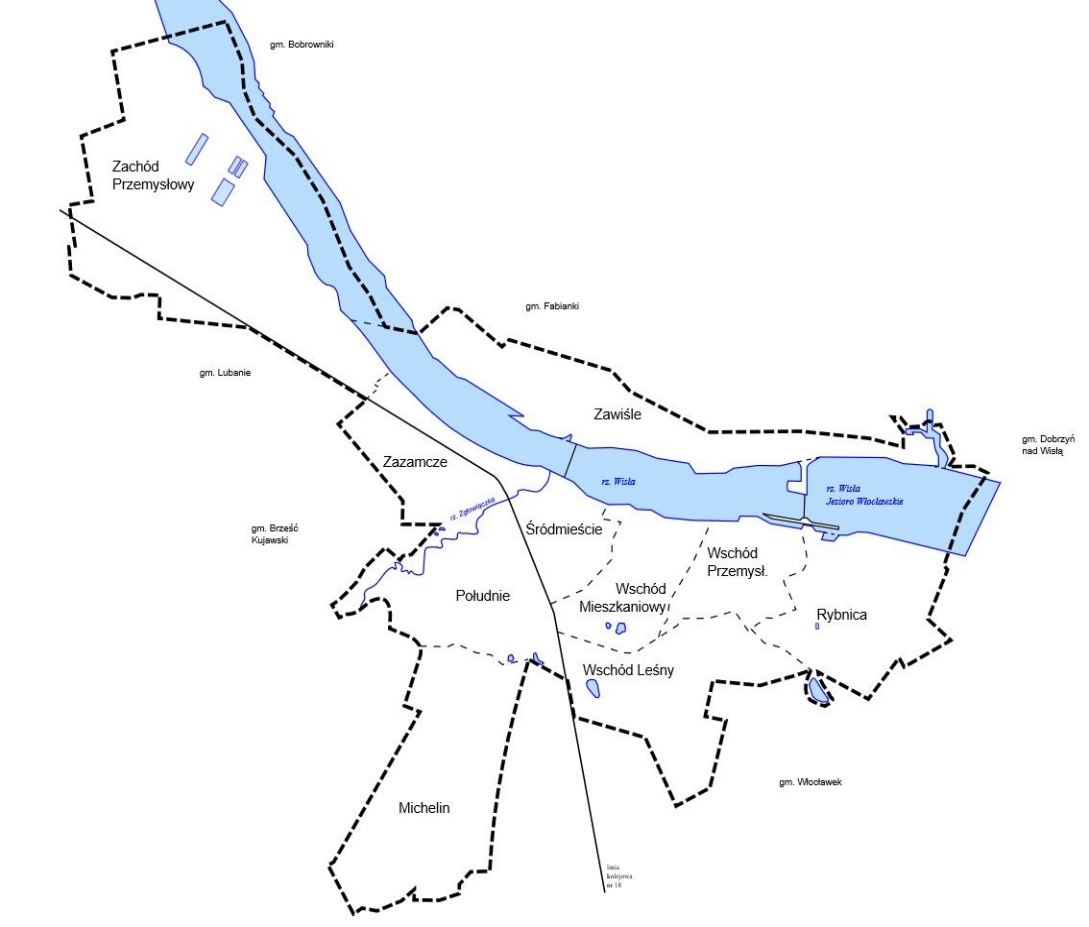 gm. Bobrowniki
Zachód
Przemysłowy
gm. Fabianki
gm. Lubanie
Zawiśle
gm. Dobrzyń
nad Wisłą
Zazamcze
rz. Wisła
rz. Wisła
Jezioro Włocławskie
rz. Zgłowiączka
gm. Brześć
Kujawski
Śródmieście
Wschód
Przemysł.
Południe
Wschód
Mieszkaniowy
Rybnica
Wschód Leśny
gm. Włocławek
Michelin
linia
kolejowa
nr 18